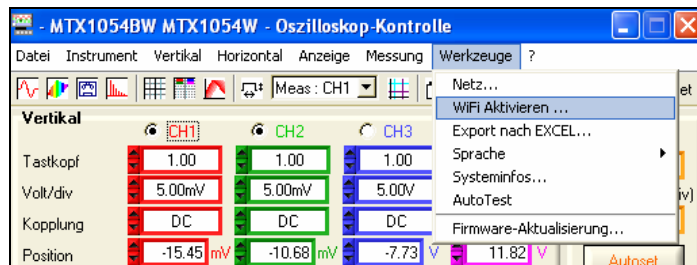 - MTX1054BW MTX1054W - Oszilloskop-Kontrolle
Datei Instrument Vertikal Horizontal Anzeige Messung Werkzeuge ?
Meas : CH1
et
Netz...
WiFi Aktivieren ...
Export nach EXCEL...
Sprache
Systeminfos...
AutoTest
Firmware-Aktualisierung...
Vertikal
CH1 CH2 CH3
Tastkopf 1.00 1.00 1.00
Volt/div 5.00mV 5.00mV 5.00V iv)
Kopplung DC DC DC
Position -15.45 mV -10.68 mV -7.73 V 11.82 V
Autoset